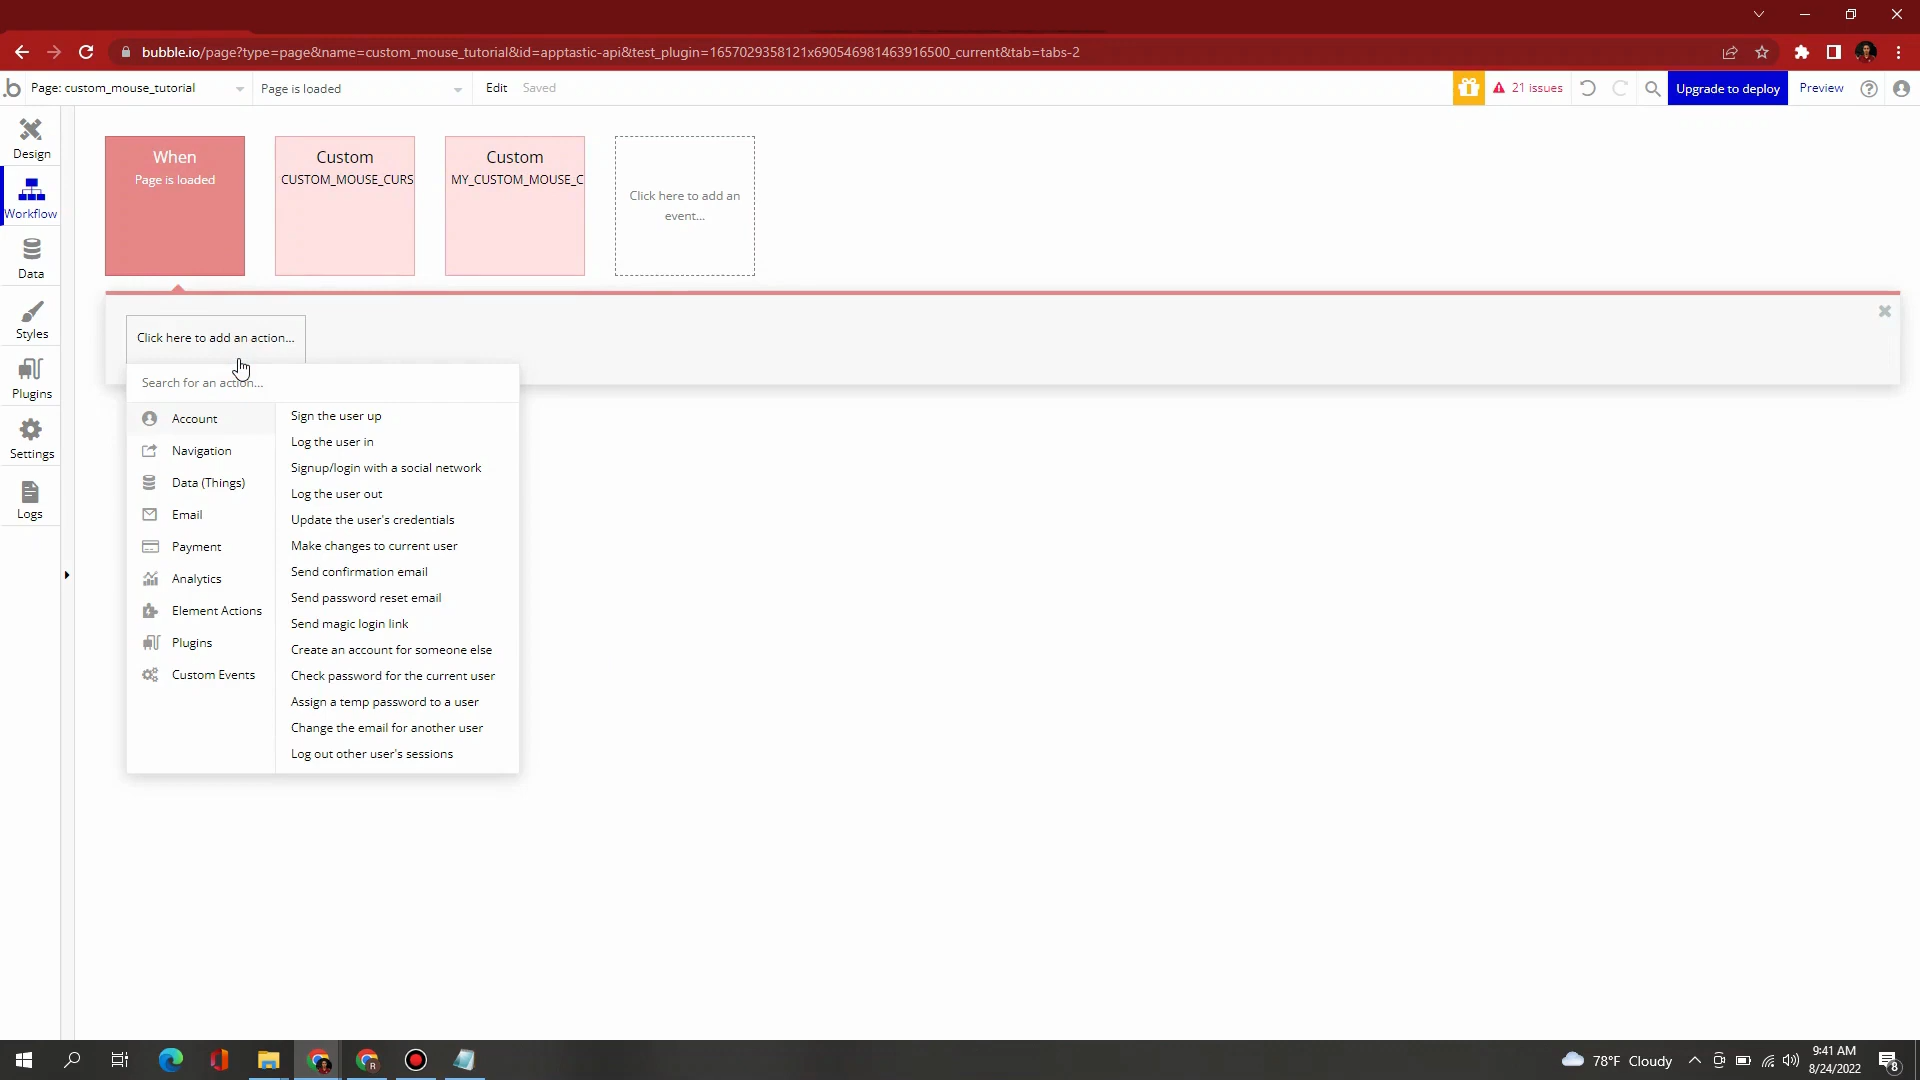 bubble.io/page?type=page&name=custom_mouse_tutorial&id=apptastic-api&test_plugin=1657029358121x690546981463916500_current&tab=tabs-2
Page: custom_mouse_tutorial
Page is loaded
Edit
Saved
21 issues
Upgrade to deploy
Preview
Design
Workflow
Data
Styles
Plugins
Settings
Logs
When
Page is loaded
Custom
CUSTOM_MOUSE_CURS
Custom
MY_CUSTOM_MOUSE_C
Click here to add an
event...
Click here to add an action...
Search for an action...
Account
Navigation
Data (Things)
Email
Payment
Analytics
Element Actions
Plugins
Custom Events
Sign the user up
Log the user in
Signup/login with a social network
Log the user out
Update the user's credentials
Make changes to current user
Send confirmation email
Send password reset email
Send magic login link
Create an account for someone else
Check password for the current user
Assign a temp password to a user
Change the email for another user
Log out other user's sessions
78°F Cloudy
9:41 AM
8/24/2022
8